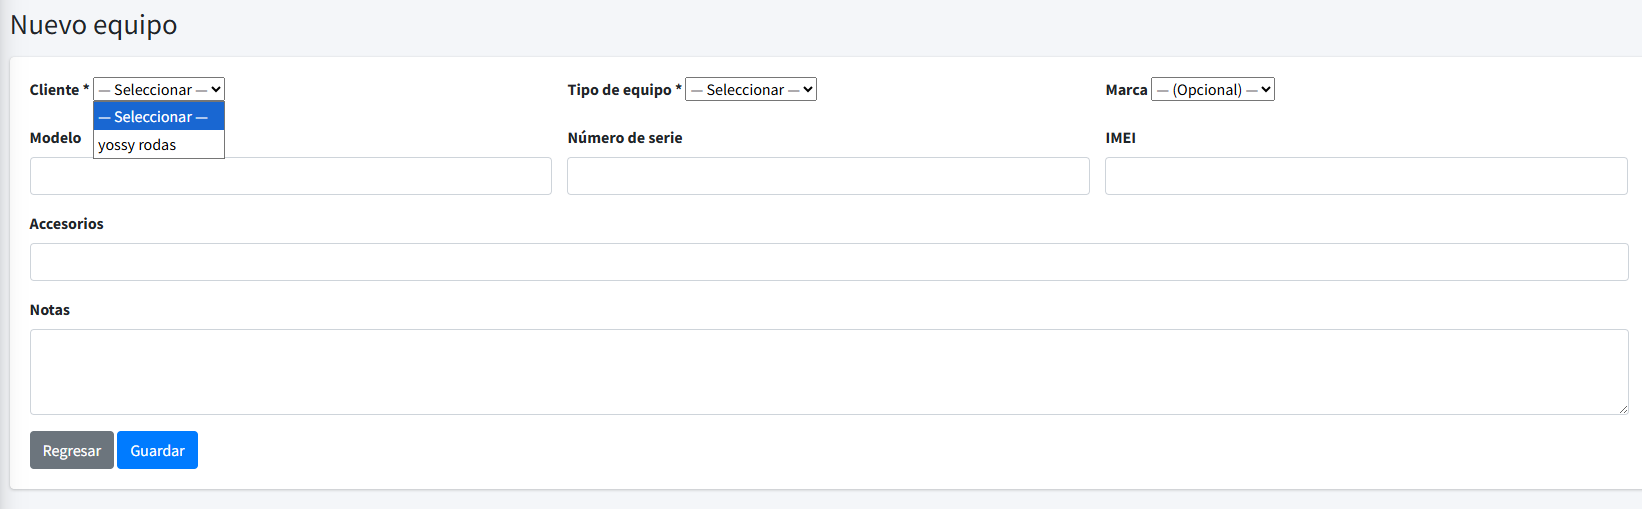 Nuevo equipo
Cliente * — Seleccionar — Tipo de equipo * — Seleccionar — Marca — (Opcional) —
— Seleccionar —
yossy rodas
Modelo Número de serie IMEI
Accesorios
Notas
Regresar Guardar